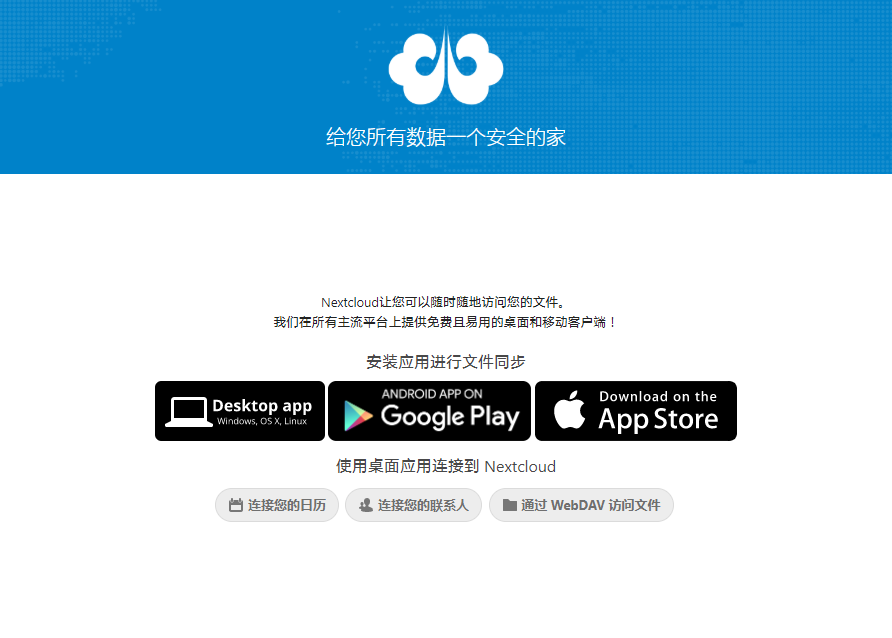 给您所有数据一个安全的家
Nextcloud让您可以随时随地访问您的文件。
我们在所有主流平台上提供免费且易用的桌面和移动客户端！
安装应用进行文件同步
Desktop app
Windows, OS X, Linux
ANDROID APP ON
Google Play
Download on the
App Store
使用桌面应用连接到 Nextcloud
连接您的日历
连接您的联系人
通过 WebDAV 访问文件